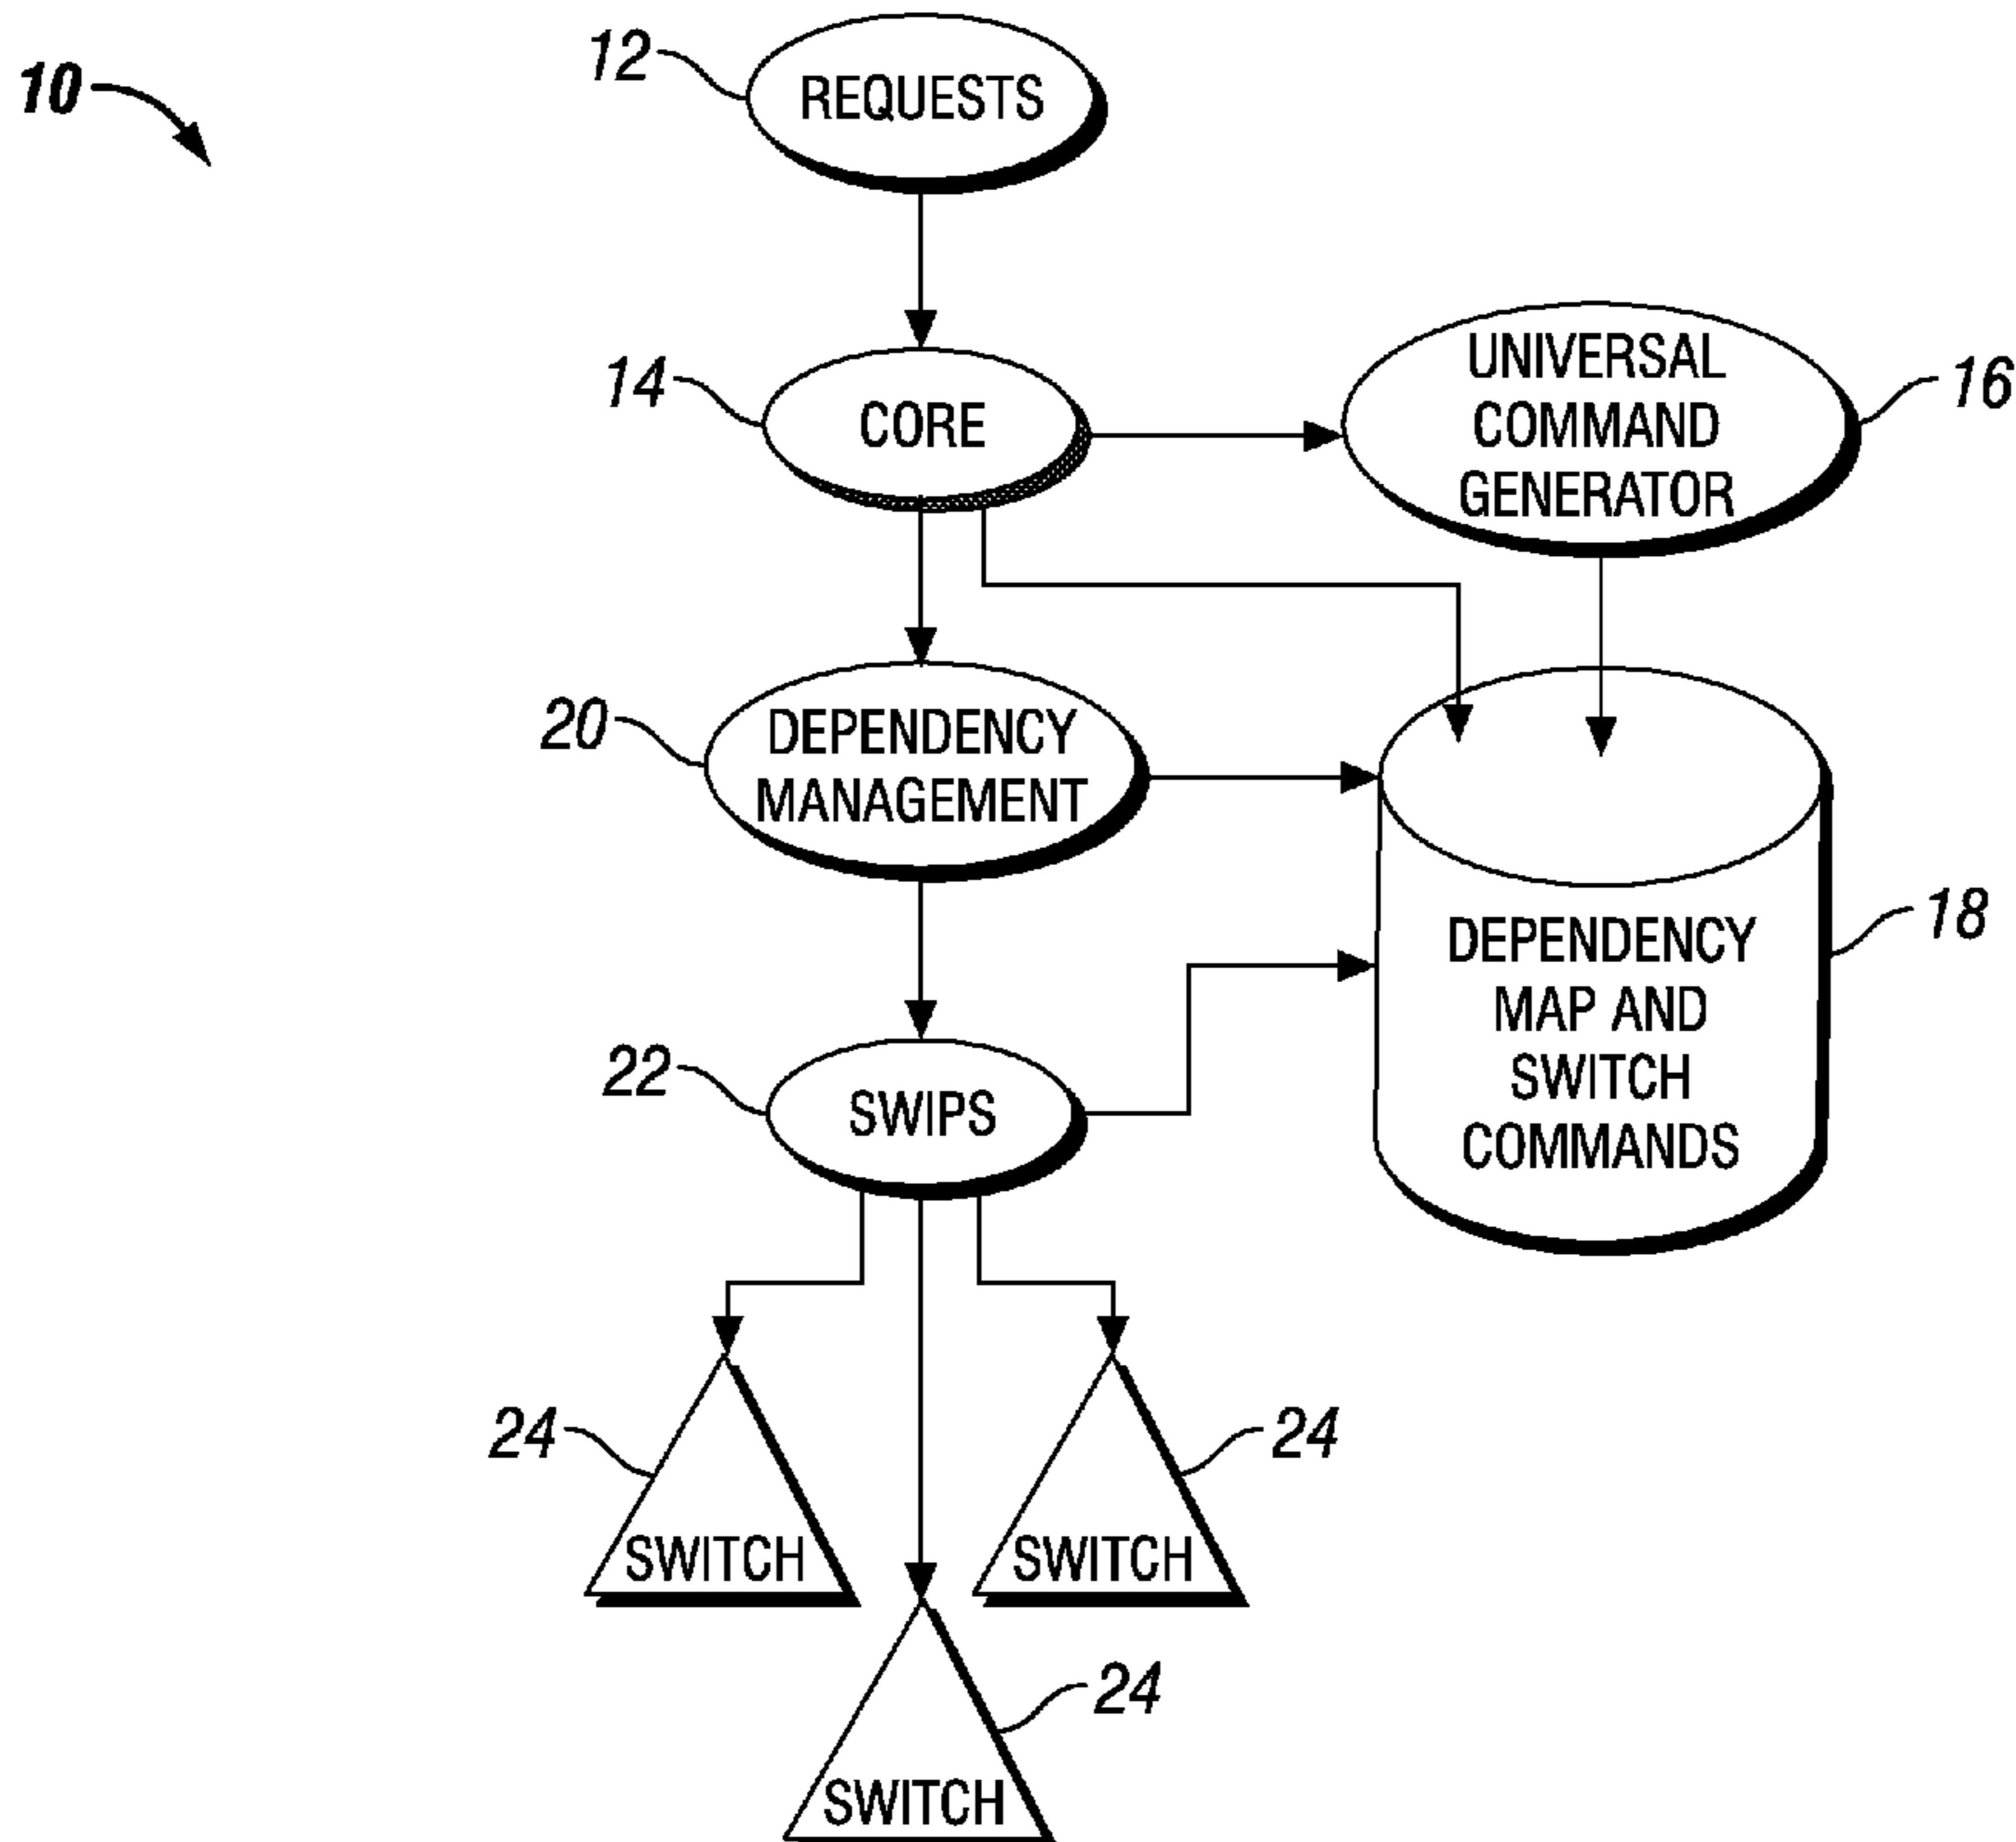 10
12
REQUESTS
14
CORE
UNIVERSAL
COMMAND
GENERATOR
16
20
DEPENDENCY
MANAGEMENT
18
DEPENDENCY
MAP AND
SWITCH
COMMANDS
22
SWIPS
24
SWITCH
24
SWITCH
24
SWITCH